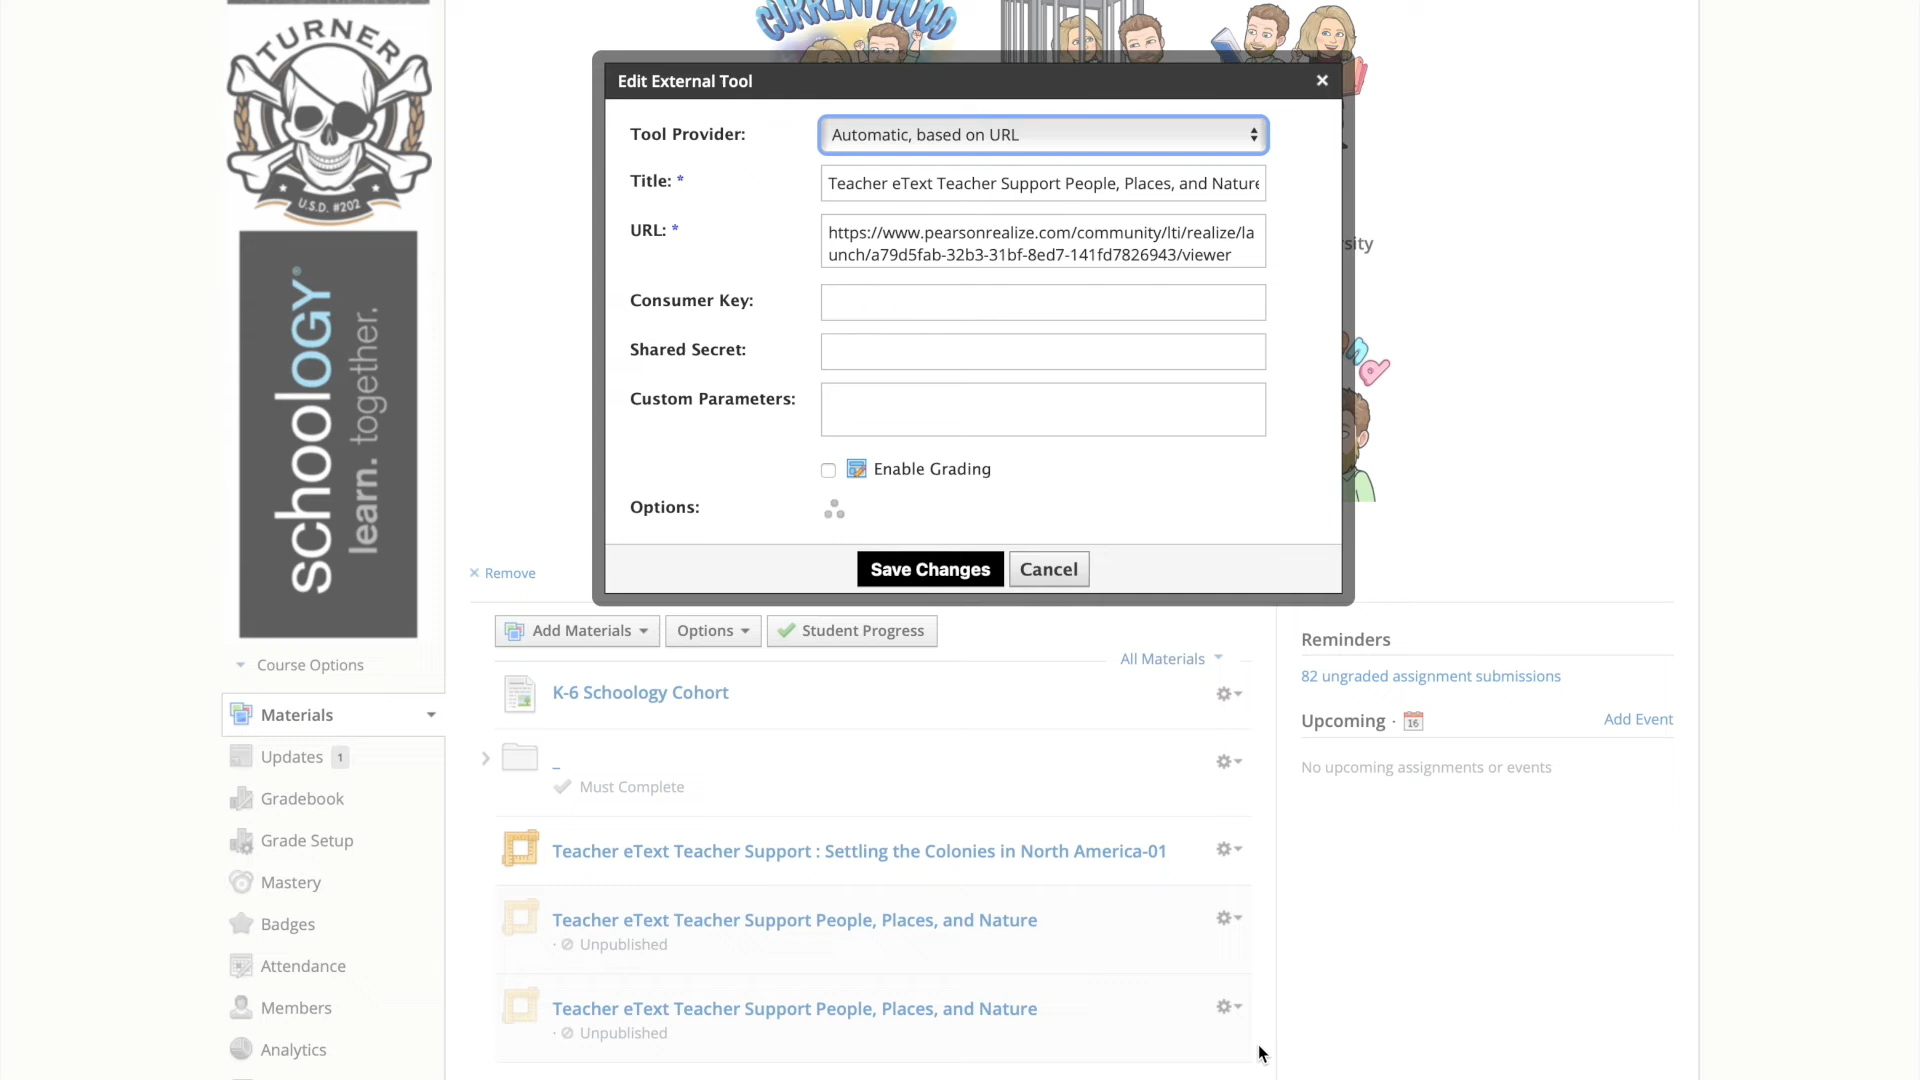 CURRENT MOOD
TURNER
U.S.D. #202
schoology®
learn. together.
Edit External Tool
×
Tool Provider:
Automatic, based on URL
Title: *
Teacher eText Teacher Support People, Places, and Nature
URL: *
https://www.pearsonrealize.com/community/lti/realize/la
unch/a79d5fab-32b3-31bf-8ed7-141fd7826943/viewer
Consumer Key:
Shared Secret:
Custom Parameters:
Enable Grading
Options:
Save Changes
Cancel
sity
nd
× Remove
Add Materials
Options
Student Progress
All Materials
K-6 Schoology Cohort
_
Must Complete
Teacher eText Teacher Support : Settling the Colonies in North America-01
Teacher eText Teacher Support People, Places, and Nature
· Unpublished
Teacher eText Teacher Support People, Places, and Nature
· Unpublished
Course Options
Materials
Updates 1
Gradebook
Grade Setup
Mastery
Badges
Attendance
Members
Analytics
Reminders
82 ungraded assignment submissions
Upcoming · 16
Add Event
No upcoming assignments or events